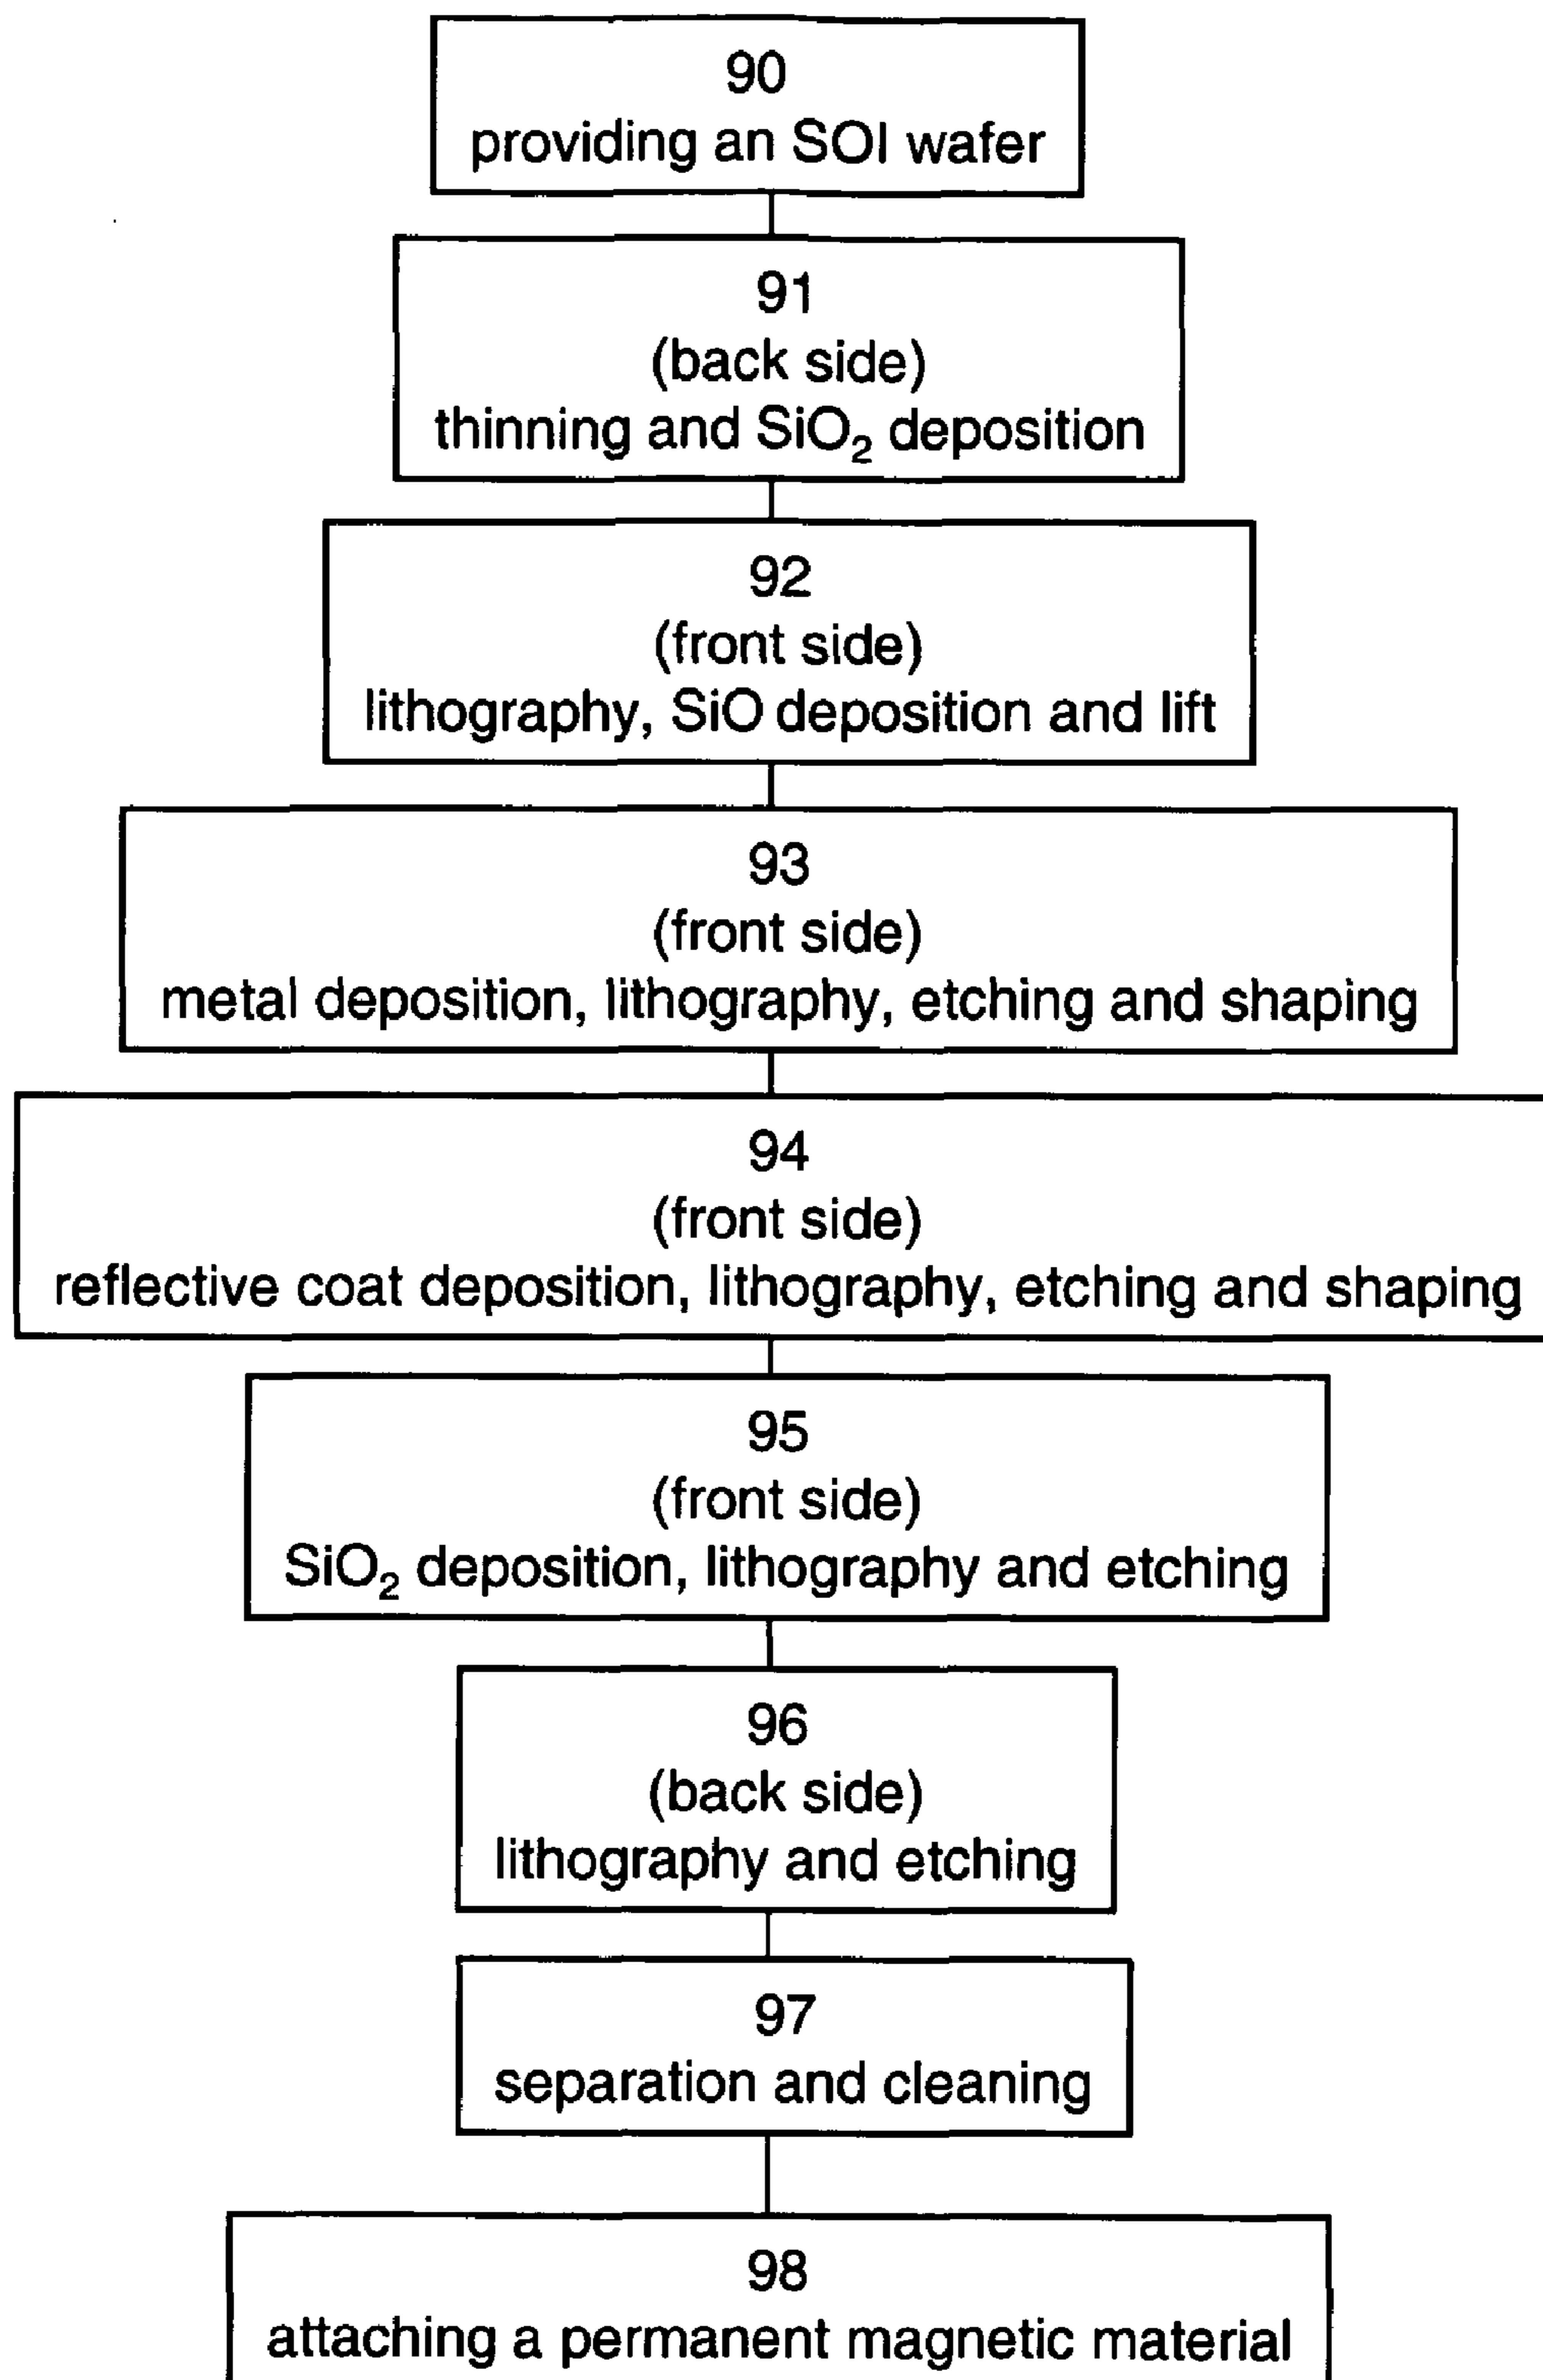 90
providing an SOI wafer
91
(back side)
thinning and SiO₂ deposition
92
(front side)
lithography, SiO deposition and lift
93
(front side)
metal deposition, lithography, etching and shaping
94
(front side)
reflective coat deposition, lithography, etching and shaping
95
(front side)
SiO₂ deposition, lithography and etching
96
(back side)
lithography and etching
97
separation and cleaning
98
attaching a permanent magnetic material